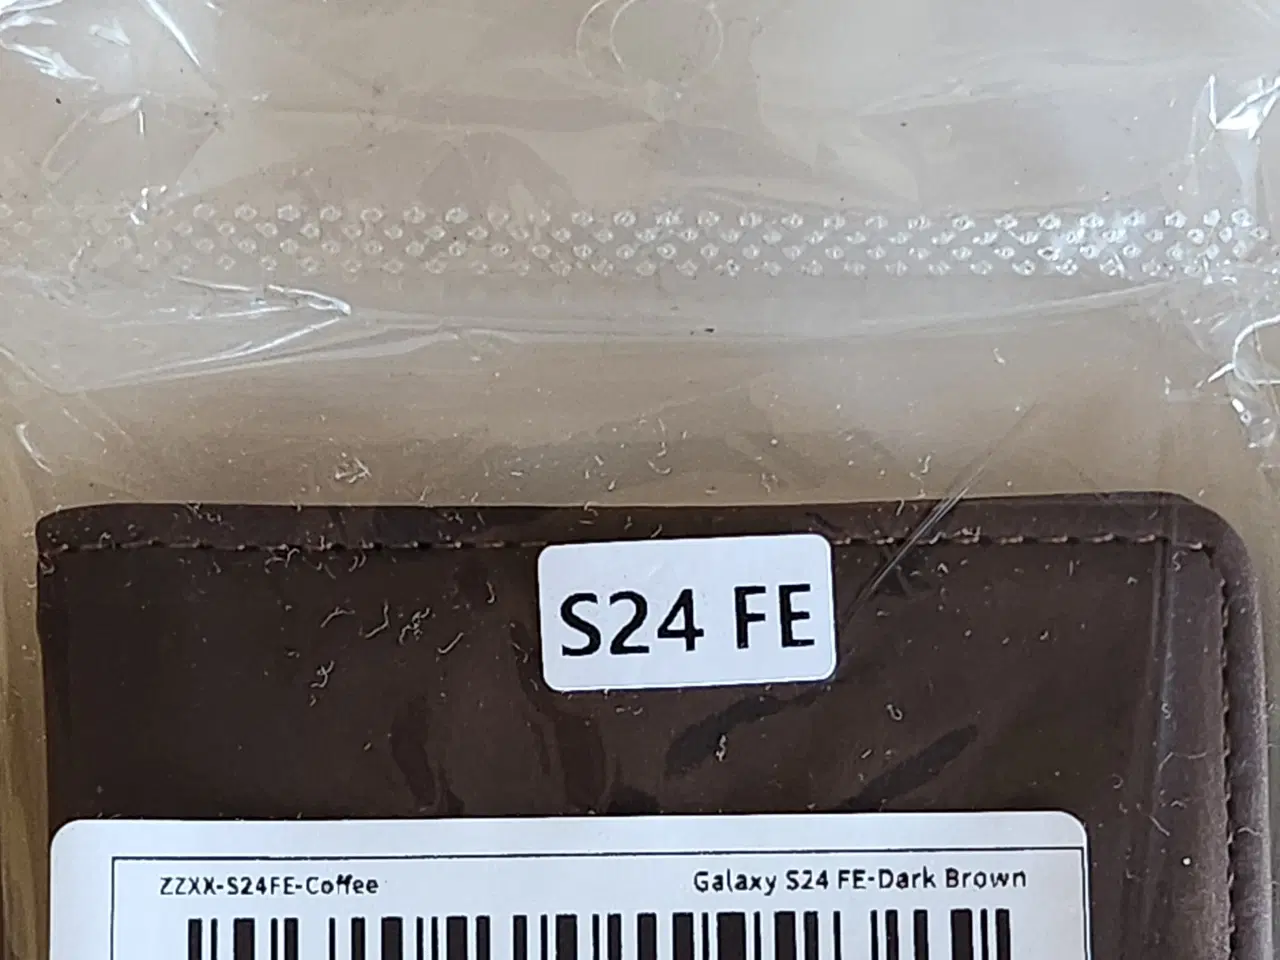 S24 FE
ZZXX-S24FE-Coffee
Galaxy S24 FE-Dark Brown